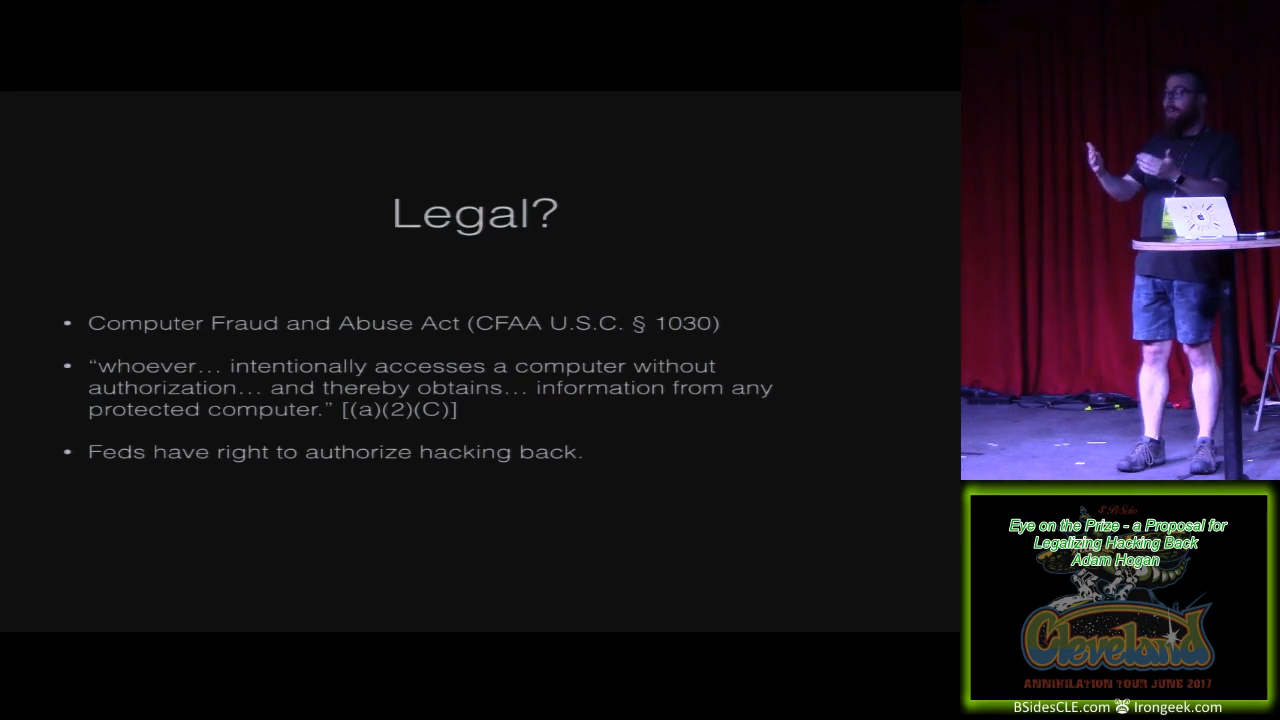 Legal?
• Computer Fraud and Abuse Act (CFAA U.S.C. § 1030)
• “whoever… intentionally accesses a computer without
authorization… and thereby obtains… information from any
protected computer.” [(a)(2)(C)]
• Feds have right to authorize hacking back.
BSides
Eye on the Prize - a Proposal for
Legalizing Hacking Back
Adam Hogan
Cleveland
ANNIHILATION TOUR JUNE 2017
BSidesCLE.com Irongeek.com